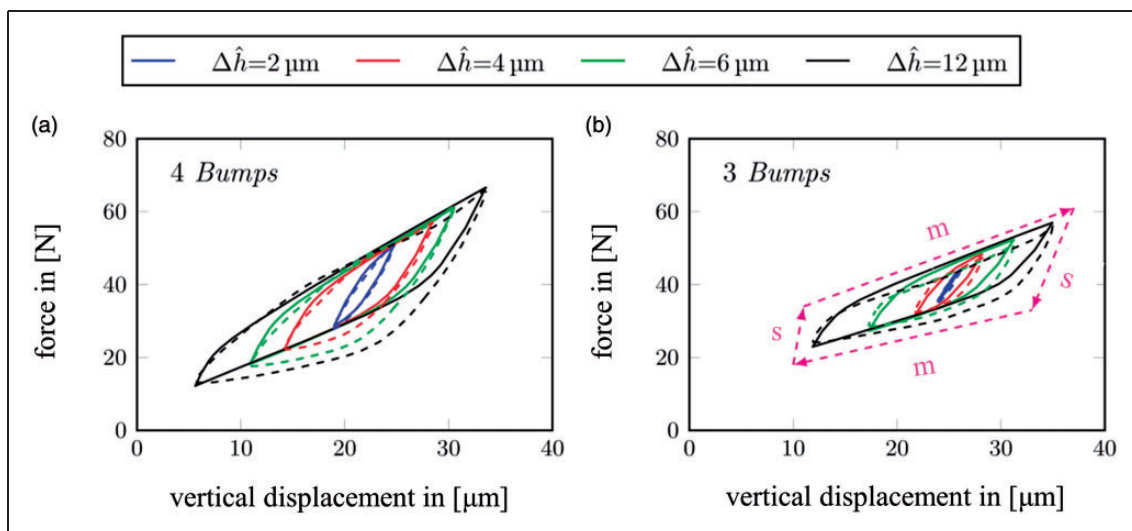 Δĥ=2 µm Δĥ=4 µm Δĥ=6 µm Δĥ=12 µm
(a)
(b)
80
60
40
20
0
4 Bumps
0 10 20 30 40
force in [N]
vertical displacement in [µm]
80
60
40
20
0
3 Bumps
m
s
s
m
0 10 20 30 40
force in [N]
vertical displacement in [µm]